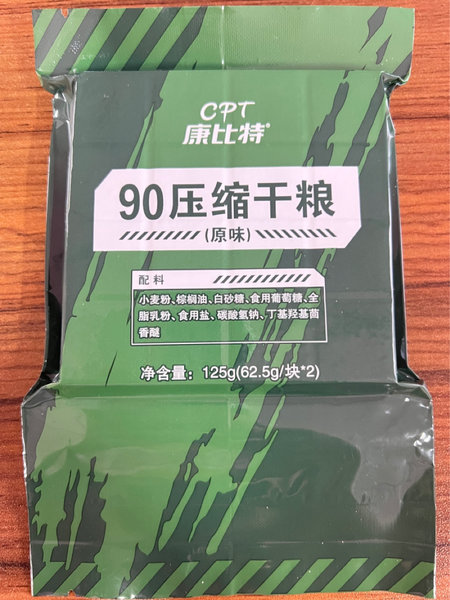 CPT
康比特®
90压缩干粮
(原味)
配料
小麦粉、棕榈油、白砂糖、食用葡萄糖、全
脂乳粉、食用盐、碳酸氢钠、丁基羟基茴
香醚
净含量：125g(62.5g/块*2)